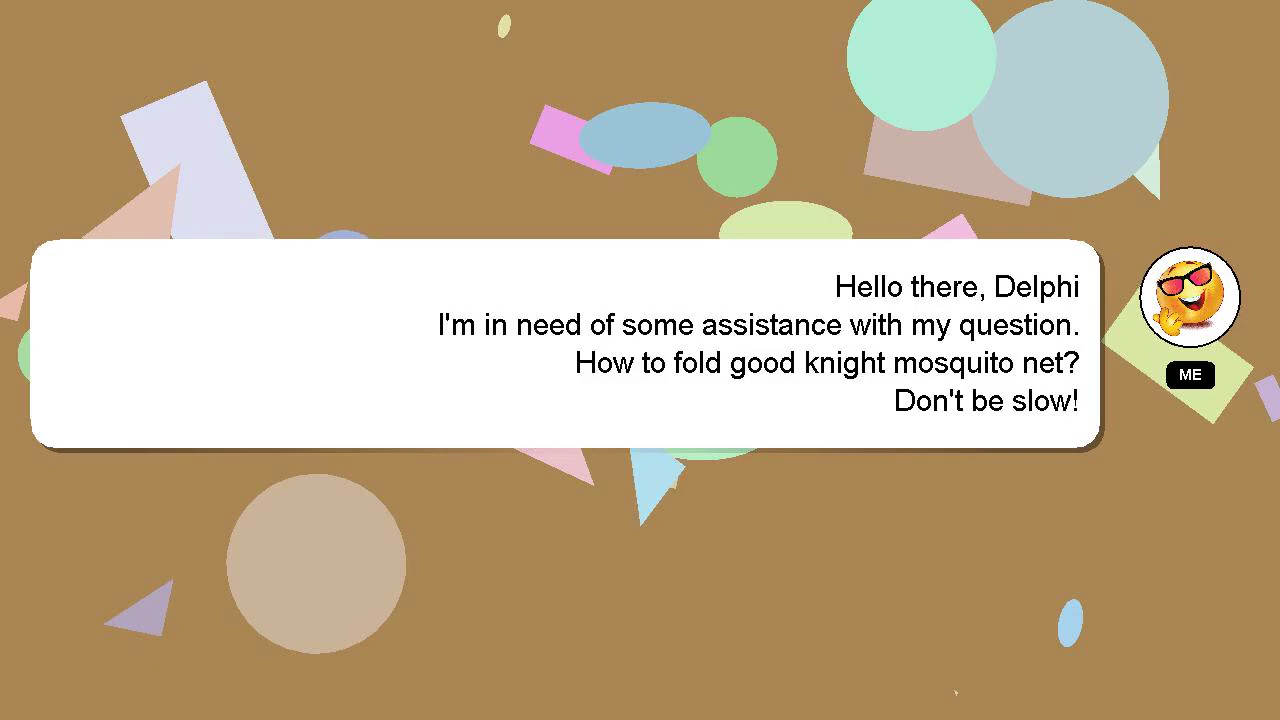 Hello there, Delphi
I'm in need of some assistance with my question.
How to fold good knight mosquito net?
Don't be slow!
ME